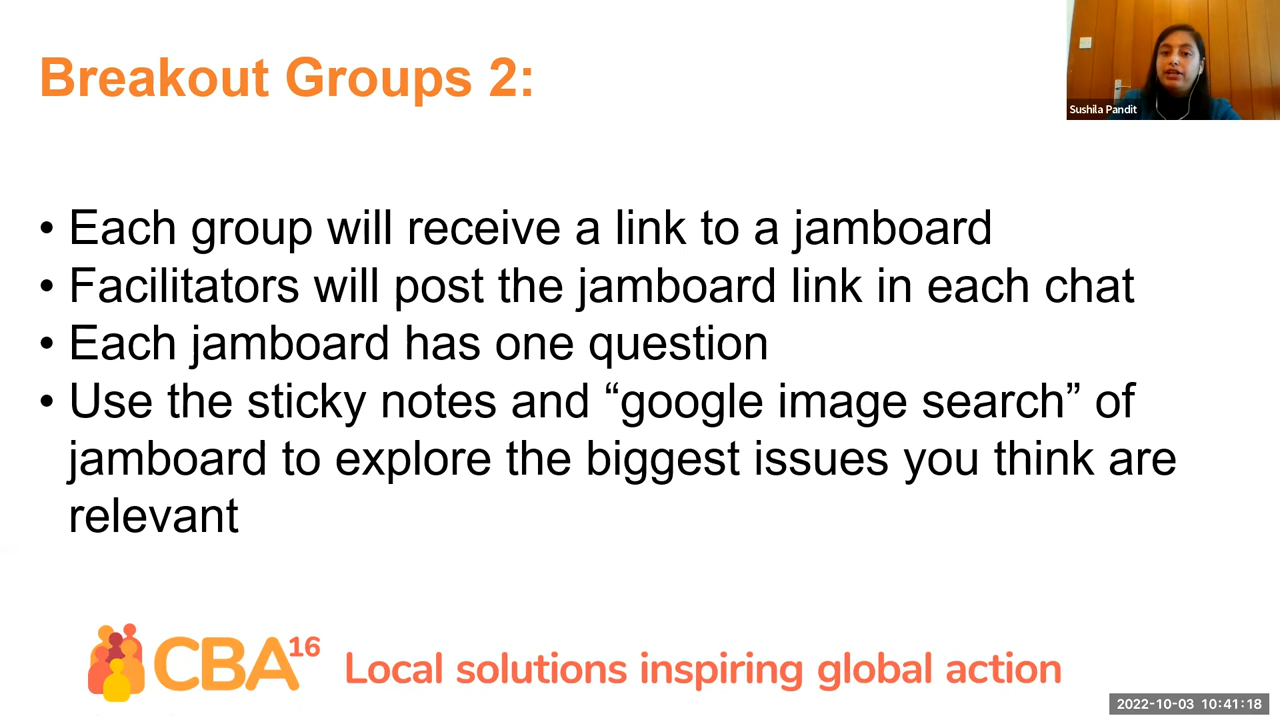 Breakout Groups 2:
Sushila Pandit
• Each group will receive a link to a jamboard
• Facilitators will post the jamboard link in each chat
• Each jamboard has one question
• Use the sticky notes and “google image search” of
jamboard to explore the biggest issues you think are
relevant
CBA16 Local solutions inspiring global action
2022-10-03 10:41:18